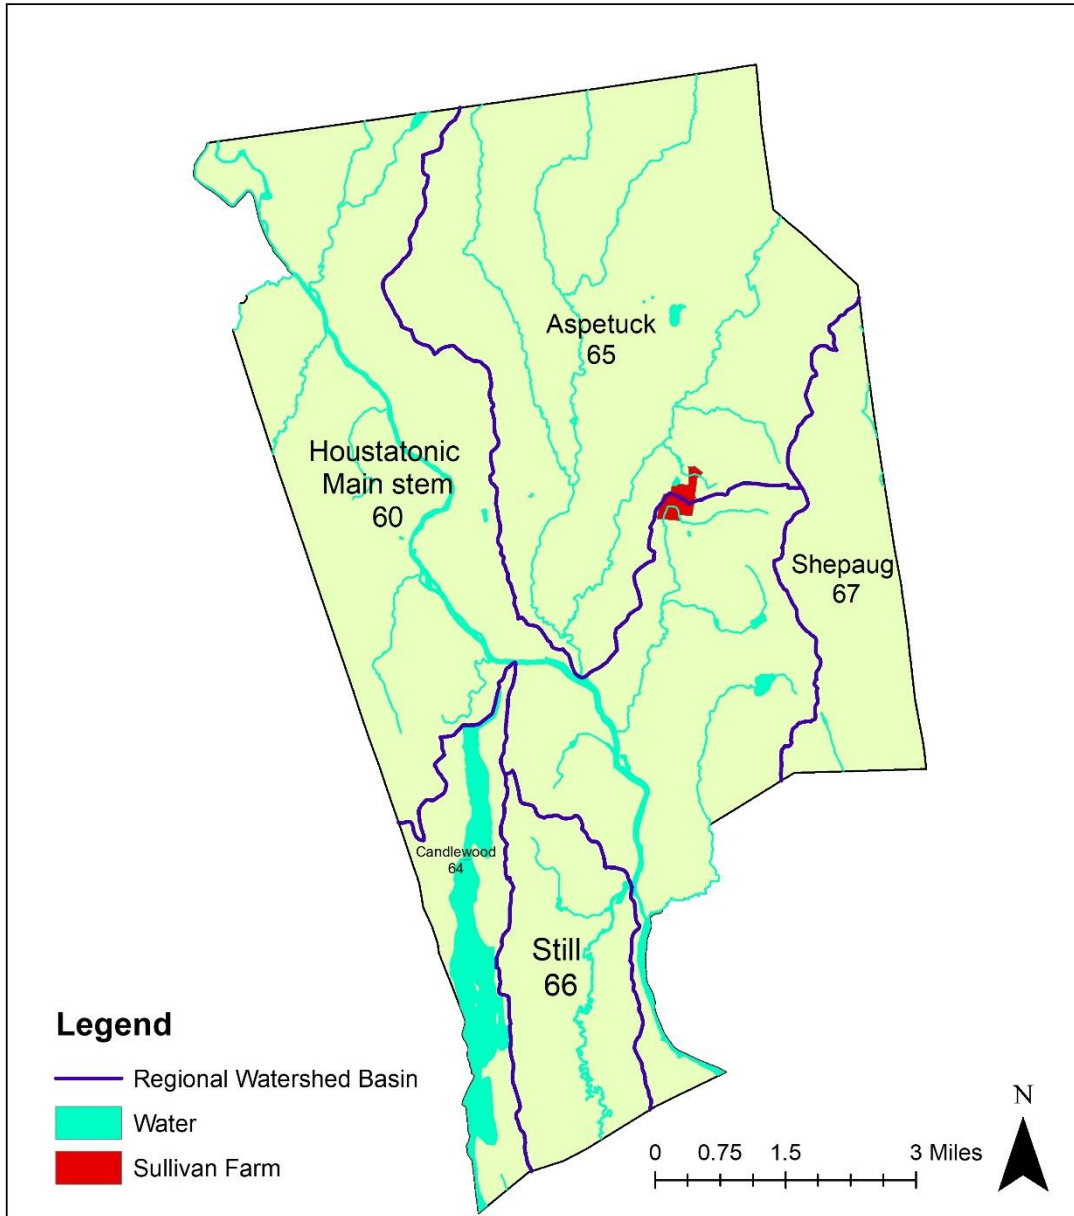 Aspetuck
65
Houstatonic
Main stem
60
Shepaug
67
Candlewood
64
Still
66
Legend
Regional Watershed Basin
Water
Sullivan Farm
N
0 0.75 1.5 3 Miles